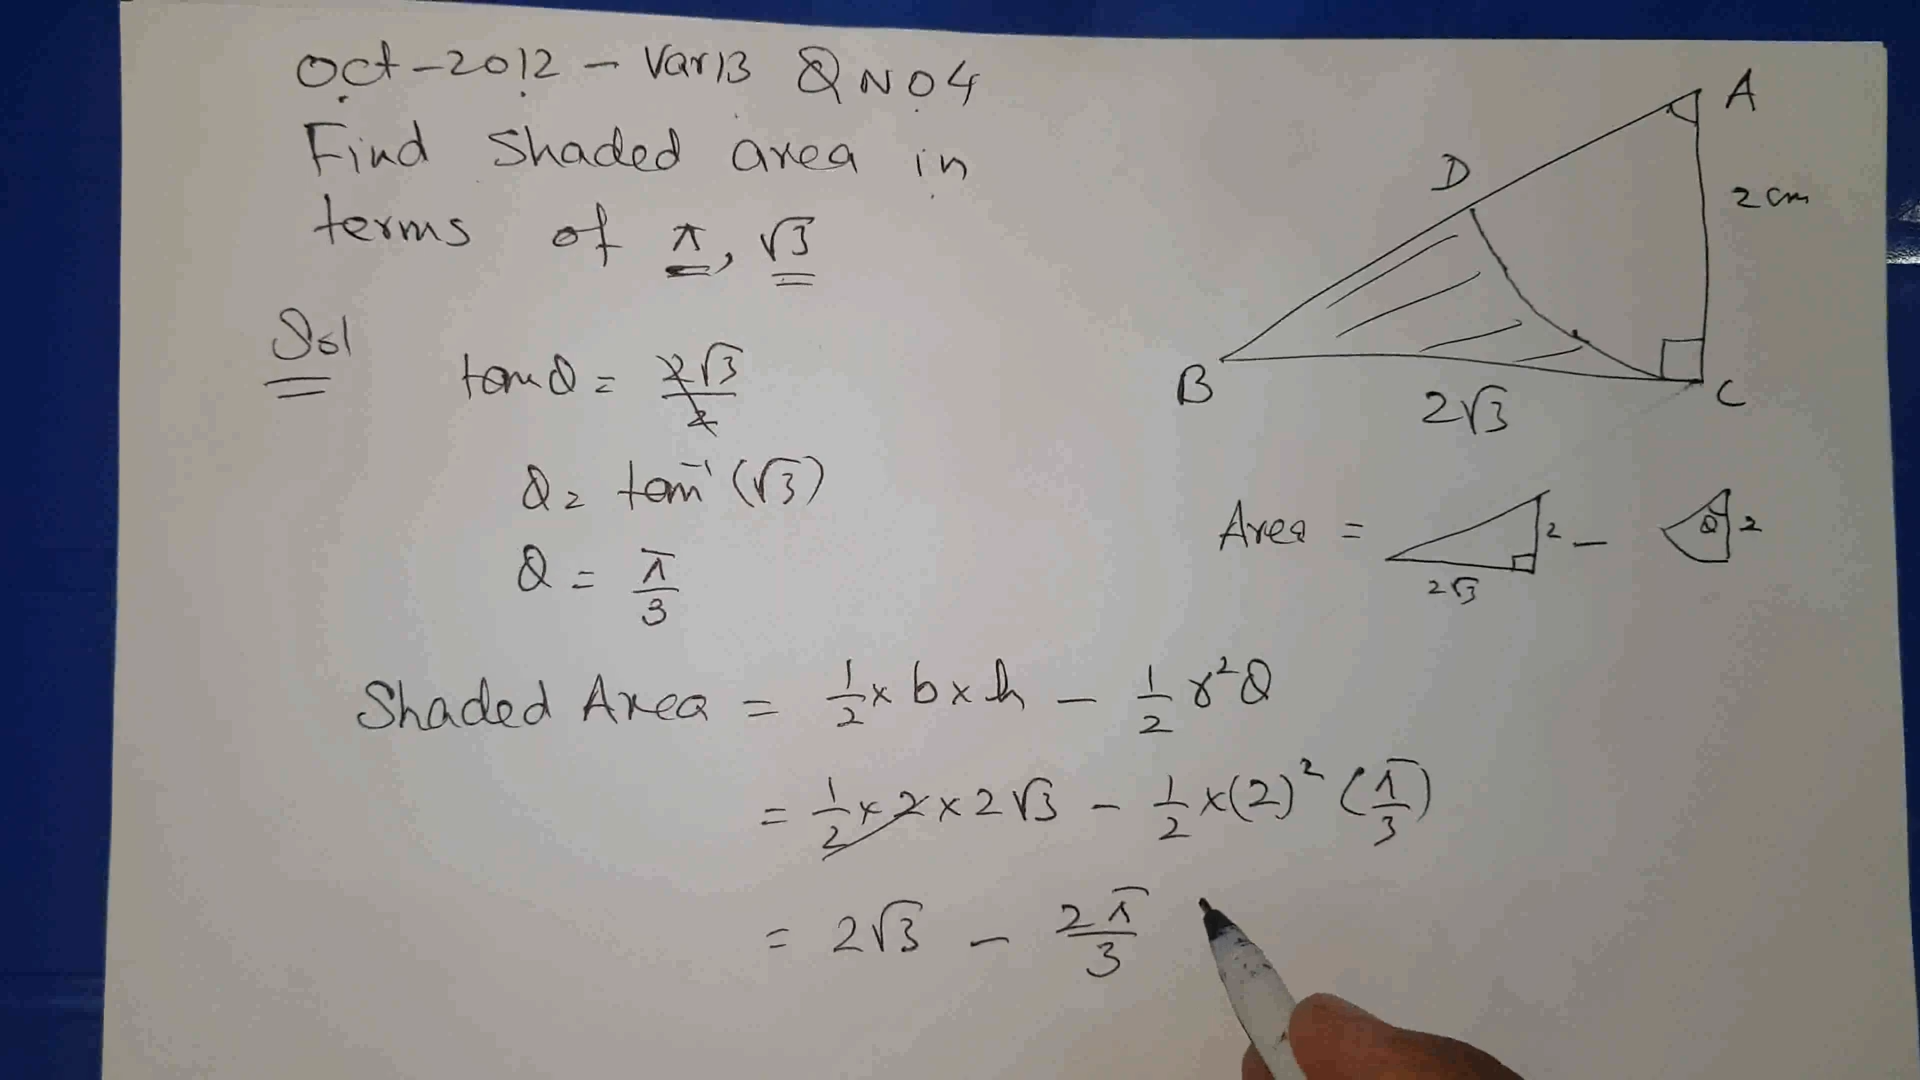 Oct-2012 - Var13 QNO4
Find shaded area in
terms of π, √3
Sol
tanθ = 2√3/2
θ = tan⁻¹(√3)
θ = π/3
Shaded Area = 1/2 × b × h - 1/2 r²θ
= 1/2 × 2 × 2√3 - 1/2 × (2)² (π/3)
= 2√3 - 2π/3
A
D
2cm
B
2√3
C
Area = 2 - θ 2
2√3